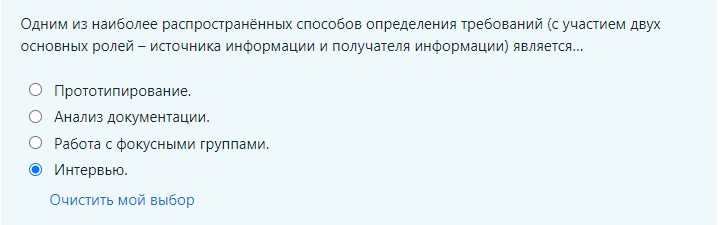 Одним из наиболее распространённых способов определения требований (с участием двух
основных ролей – источника информации и получателя информации) является...
Прототипирование.
Анализ документации.
Работа с фокусными группами.
Интервью.
Очистить мой выбор